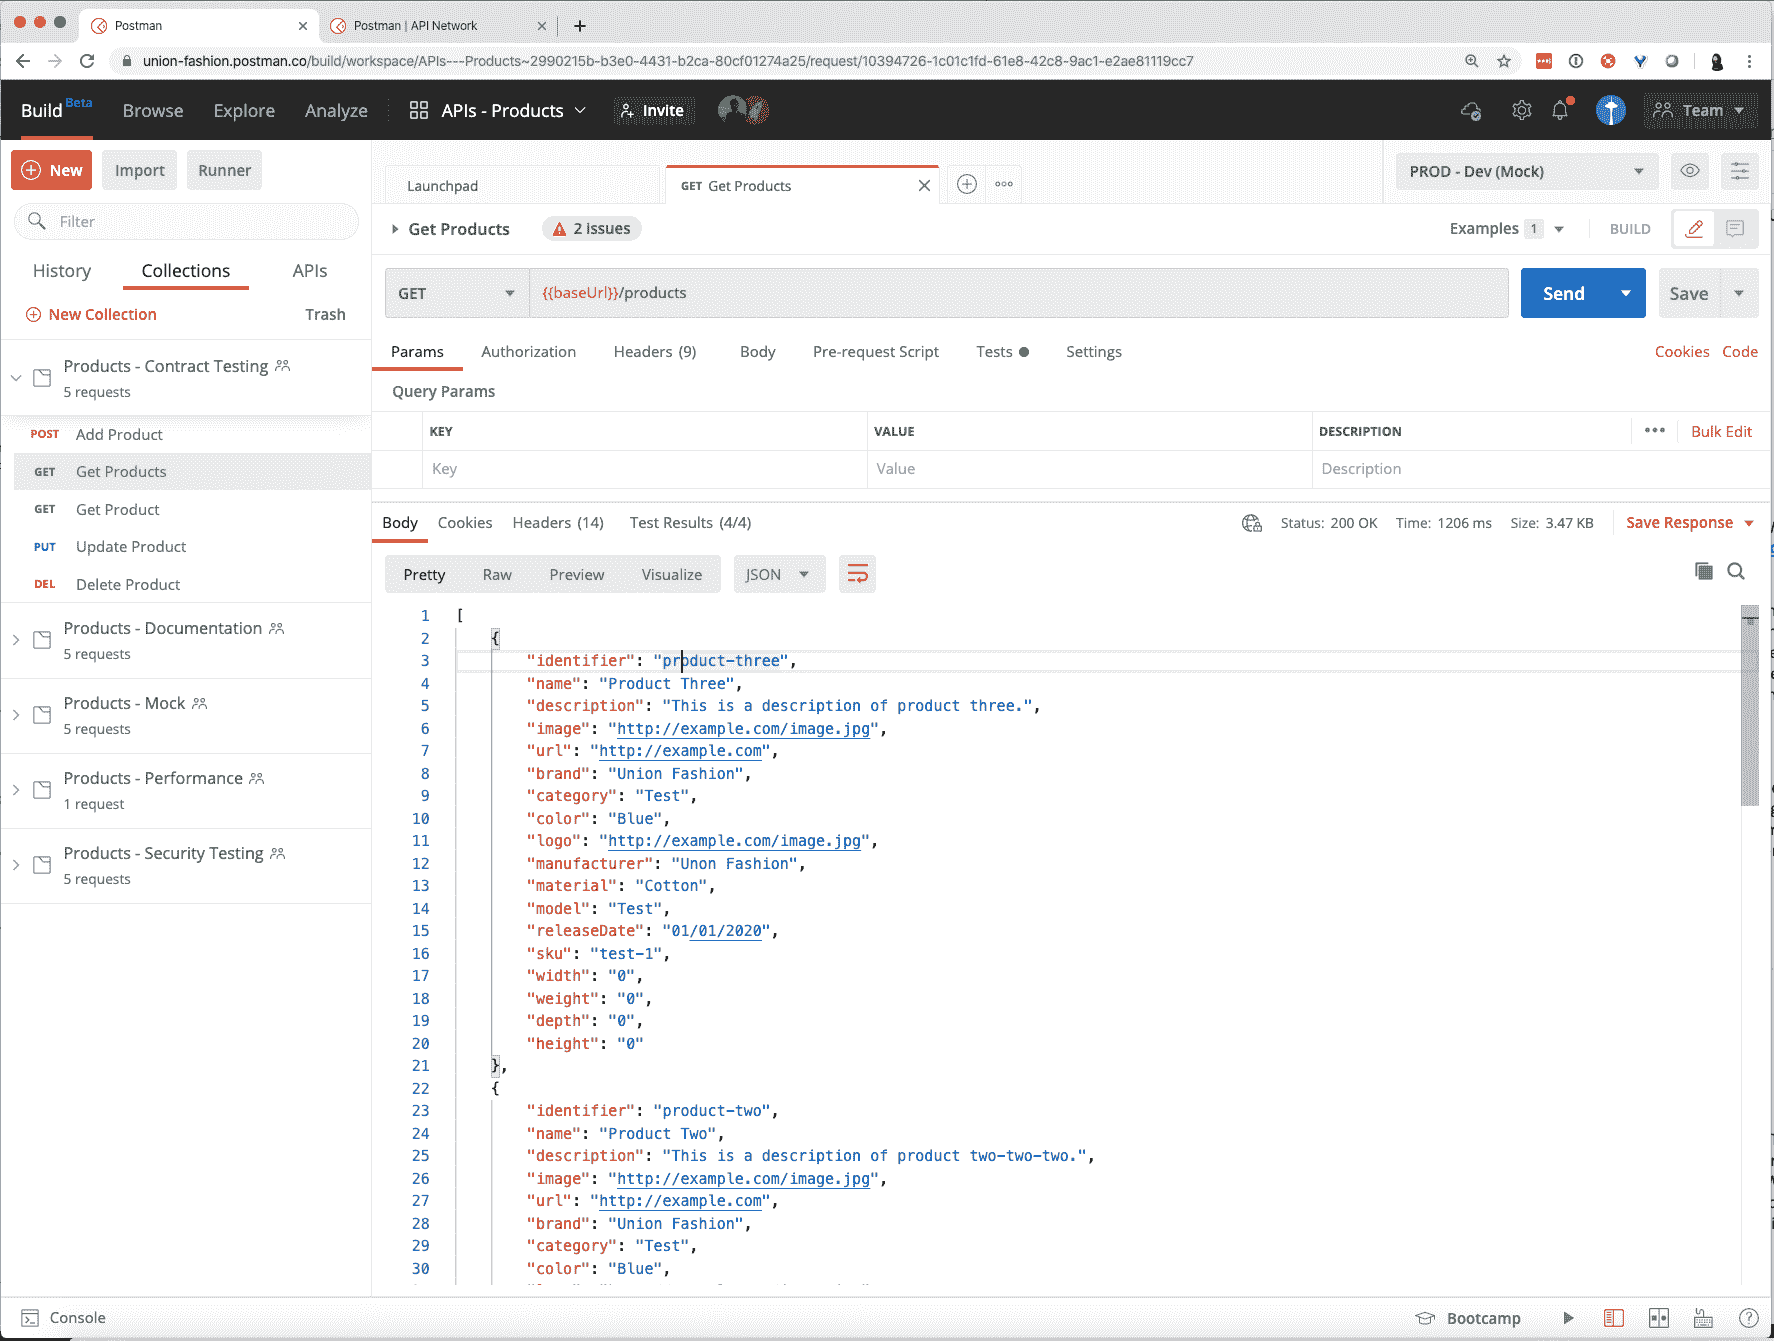 Postman
Postman | API Network
union-fashion.postman.co/build/workspace/APIs---Products~2990215b-b3e0-4431-b2ca-80cf01274a25/request/10394726-1c01c1fd-61e8-42c8-9ac1-e2ae81119cc7
Build Beta Browse Explore Analyze APIs - Products Invite Team
New Import Runner
Launchpad GET Get Products PROD - Dev (Mock)
Filter
Get Products 2 issues Examples 1 BUILD
History Collections APIs
New Collection Trash
GET {{baseUrl}}/products Send Save
Params Authorization Headers (9) Body Pre-request Script Tests Settings Cookies Code
Query Params
KEY VALUE DESCRIPTION Bulk Edit
Key Value Description
Products - Contract Testing
5 requests
POST Add Product
GET Get Products
GET Get Product
PUT Update Product
DEL Delete Product
Products - Documentation
5 requests
Products - Mock
5 requests
Products - Performance
1 request
Products - Security Testing
5 requests
Body Cookies Headers (14) Test Results (4/4) Status: 200 OK Time: 1206 ms Size: 3.47 KB Save Response
Pretty Raw Preview Visualize JSON
1 [
2 {
3 "identifier": "product-three",
4 "name": "Product Three",
5 "description": "This is a description of product three.",
6 "image": "http://example.com/image.jpg",
7 "url": "http://example.com",
8 "brand": "Union Fashion",
9 "category": "Test",
10 "color": "Blue",
11 "logo": "http://example.com/image.jpg",
12 "manufacturer": "Unon Fashion",
13 "material": "Cotton",
14 "model": "Test",
15 "releaseDate": "01/01/2020",
16 "sku": "test-1",
17 "width": "0",
18 "weight": "0",
19 "depth": "0",
20 "height": "0"
21 },
22 {
23 "identifier": "product-two",
24 "name": "Product Two",
25 "description": "This is a description of product two-two-two.",
26 "image": "http://example.com/image.jpg",
27 "url": "http://example.com",
28 "brand": "Union Fashion",
29 "category": "Test",
30 "color": "Blue",
Console Bootcamp